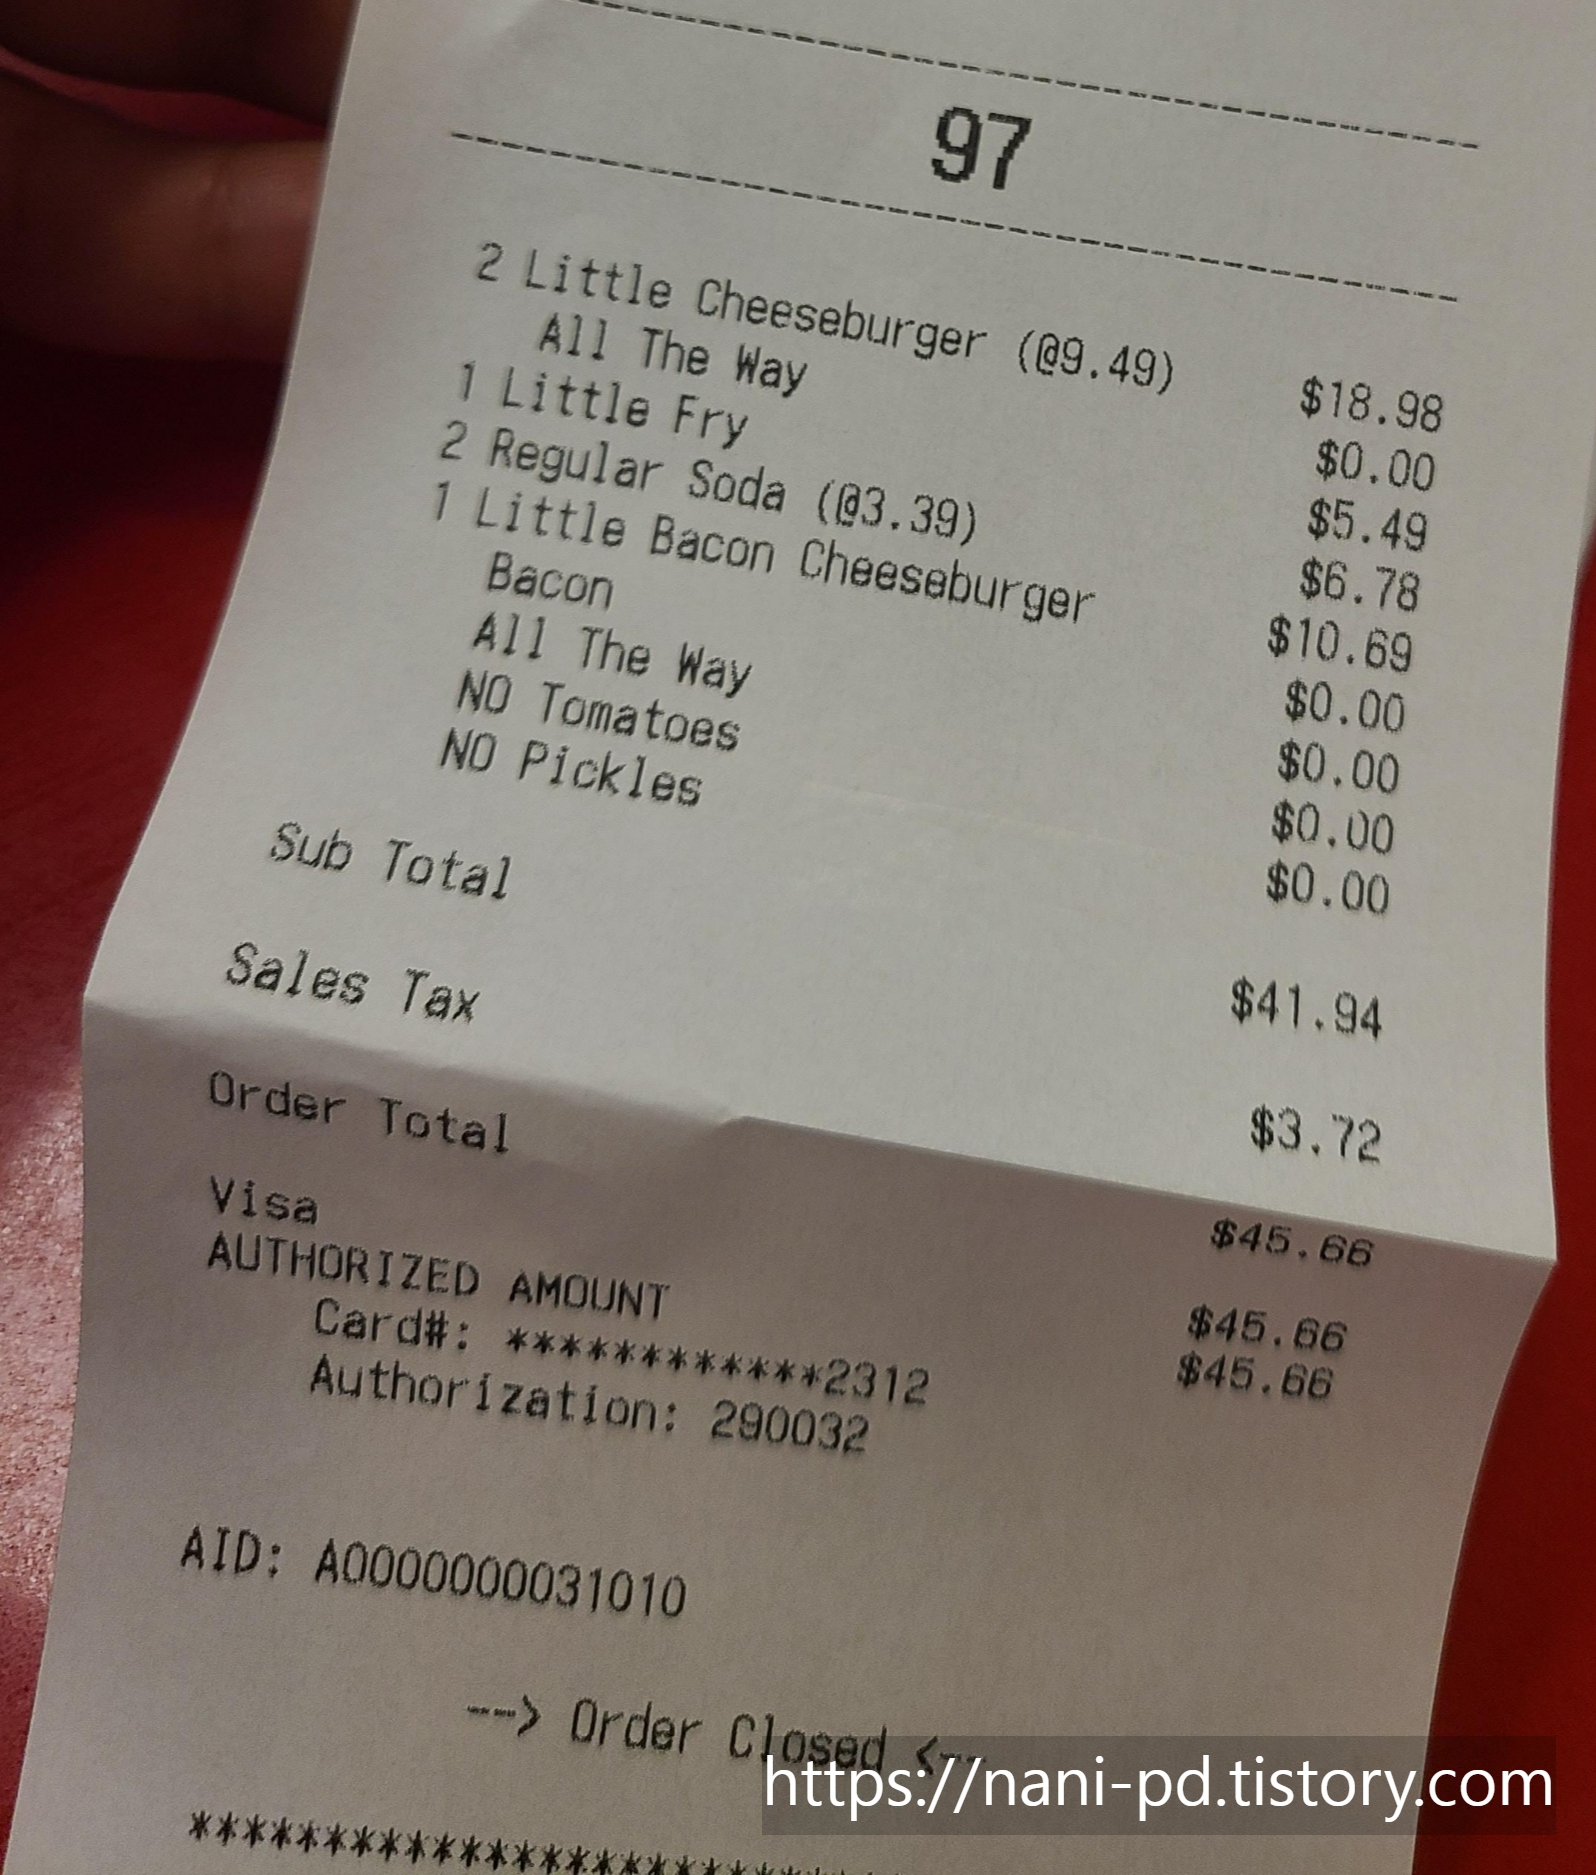 97
2 Little Cheeseburger (@9.49) $18.98
All The Way $0.00
1 Little Fry $5.49
2 Regular Soda (@3.39) $6.78
1 Little Bacon Cheeseburger $10.69
Bacon $0.00
All The Way $0.00
NO Tomatoes $0.00
NO Pickles $0.00
Sub Total $41.94
Sales Tax $3.72
Order Total $45.66
Visa $45.66
AUTHORIZED AMOUNT $45.66
Card#: ************2312
Authorization: 290032
AID: A0000000031010
--> Order Closed <--
https://nani-pd.tistory.com